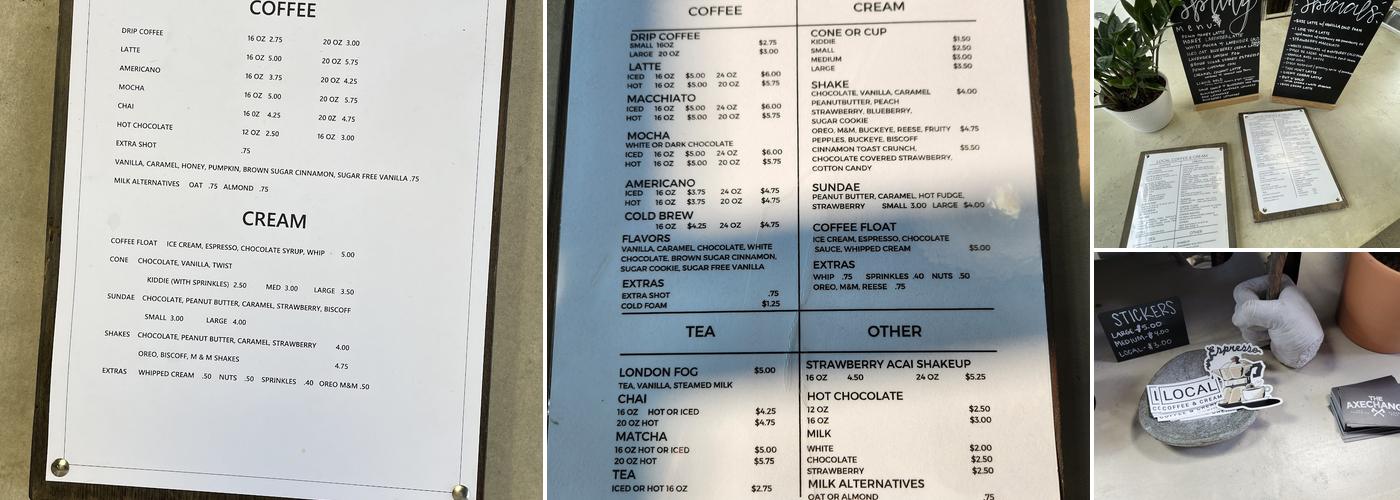 COFFEE
DRIP COFFEE 16 OZ 2.75 20 OZ 3.00
LATTE 16 OZ 5.00 20 OZ 5.75
AMERICANO 16 OZ 3.75 20 OZ 4.25
MOCHA 16 OZ 5.00 20 OZ 5.75
CHAI 16 OZ 4.25 20 OZ 4.75
HOT CHOCOLATE 12 OZ 2.50 16 OZ 3.00
EXTRA SHOT .75
VANILLA, CARAMEL, HONEY, PUMPKIN, BROWN SUGAR CINNAMON, SUGAR FREE VANILLA .75
MILK ALTERNATIVES OAT .75 ALMOND .75
CREAM
COFFEE FLOAT ICE CREAM, ESPRESSO, CHOCOLATE SYRUP, WHIP 5.00
CONE CHOCOLATE, VANILLA, TWIST
KIDDIE (WITH SPRINKLES) 2.50 MED 3.00 LARGE 3.50
SUNDAE CHOCOLATE, PEANUT BUTTER, CARAMEL, STRAWBERRY, BISCOFF
SMALL 3.00 LARGE 4.00
SHAKES CHOCOLATE, PEANUT BUTTER, CARAMEL, STRAWBERRY 4.00
OREO, BISCOFF, M & M SHAKES 4.75
EXTRAS WHIPPED CREAM .50 NUTS .50 SPRINKLES .40 OREO M&M .50
COFFEE
DRIP COFFEE
SMALL 16OZ $2.75
LARGE 20 OZ $3.00
LATTE
ICED 16 OZ $5.00 24 OZ $6.00
HOT 16 OZ $5.00 20 OZ $5.75
MACCHIATO
ICED 16 OZ $5.00 24 OZ $6.00
HOT 16 OZ $5.00 20 OZ $5.75
MOCHA
WHITE OR DARK CHOCOLATE
ICED 16 OZ $5.00 24 OZ $6.00
HOT 16 OZ $5.00 20 OZ $5.75
AMERICANO
ICED 16 OZ $3.75 24 OZ $4.75
HOT 16 OZ $3.75 20 OZ $4.75
COLD BREW
16 OZ $4.25 24 OZ $4.75
FLAVORS
VANILLA, CARAMEL, CHOCOLATE, WHITE
CHOCOLATE, BROWN SUGAR CINNAMON,
SUGAR COOKIE, SUGAR FREE VANILLA
EXTRAS
EXTRA SHOT .75
COLD FOAM $1.25
CREAM
CONE OR CUP
KIDDIE $1.50
SMALL $2.50
MEDIUM $3.00
LARGE $3.50
SHAKE
CHOCOLATE, VANILLA, CARAMEL $4.00
PEANUTBUTTER, PEACH
STRAWBERRY, BLUEBERRY,
SUGAR COOKIE
OREO, M&M, BUCKEYE, REESE, FRUITY $4.75
PEPPLES, BUCKEYE, BISCOFF
CINNAMON TOAST CRUNCH, $5.50
CHOCOLATE COVERED STRAWBERRY,
COTTON CANDY
SUNDAE
PEANUT BUTTER, CARAMEL, HOT FUDGE,
STRAWBERRY SMALL 3.00 LARGE $4.00
COFFEE FLOAT
ICE CREAM, ESPRESSO, CHOCOLATE
SAUCE, WHIPPED CREAM $5.00
EXTRAS
WHIP .75 SPRINKLES .40 NUTS .50
OREO, M&M, REESE .75
TEA
LONDON FOG $5.00
TEA, VANILLA, STEAMED MILK
CHAI
16 OZ HOT OR ICED $4.25
20 OZ HOT $4.75
MATCHA
16 OZ HOT OR ICED $5.00
20 OZ HOT $5.75
TEA
ICED OR HOT 16 OZ $2.75
OTHER
STRAWBERRY ACAI SHAKEUP
16 OZ 4.50 24 OZ $5.25
HOT CHOCOLATE
12 OZ $2.50
16 OZ $3.00
MILK
WHITE $2.00
CHOCOLATE $2.50
STRAWBERRY $2.50
MILK ALTERNATIVES
OAT OR ALMOND .75
Spring
menu
Specials
LOCAL COFFEE & CREAM
TEA OTHER
STICKERS
LARGE-$5.00
MEDIUM-$4.00
LOCAL-$3.00
Espresso
LOCAL
COFFEE & CREAM
THE
AXECHANGE